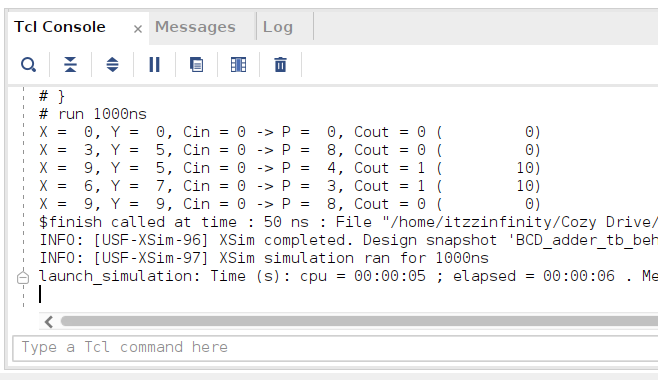 Tcl Console × Messages Log
# }
# run 1000ns
X =  0, Y =  0, Cin = 0 -> P =  0, Cout = 0 (         0)
X =  3, Y =  5, Cin = 0 -> P =  8, Cout = 0 (         0)
X =  9, Y =  5, Cin = 0 -> P =  4, Cout = 1 (        10)
X =  6, Y =  7, Cin = 0 -> P =  3, Cout = 1 (        10)
X =  9, Y =  9, Cin = 0 -> P =  8, Cout = 0 (         0)
$finish called at time : 50 ns : File "/home/itzzinfinity/Cozy Drive/
INFO: [USF-XSim-96] XSim completed. Design snapshot 'BCD_adder_tb_beh
INFO: [USF-XSim-97] XSim simulation ran for 1000ns
launch_simulation: Time (s): cpu = 00:00:05 ; elapsed = 00:00:06 . Me
Type a Tcl command here